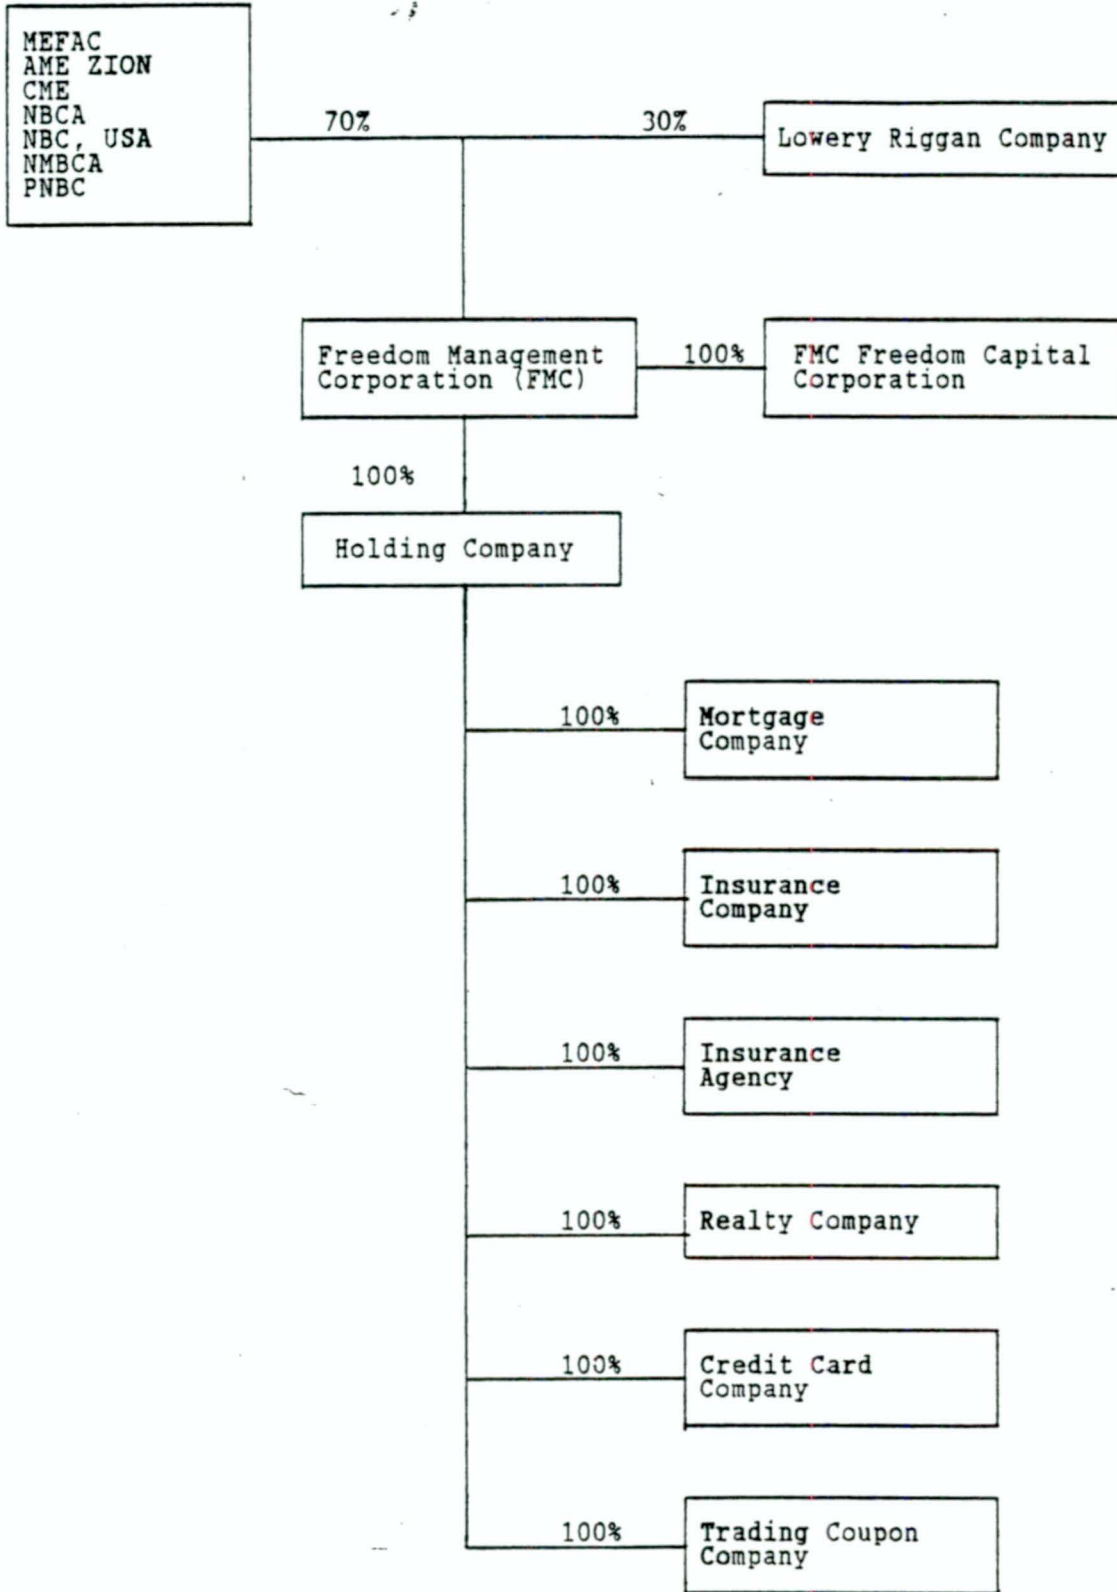 MEFAC
AME ZION
CME
NBCA
NBC, USA
NMBCA
PNBC
70%
30%
Lowery Riggan Company
Freedom Management
Corporation (FMC)
100%
FMC Freedom Capital
Corporation
100%
Holding Company
100%
Mortgage
Company
100%
Insurance
Company
100%
Insurance
Agency
100%
Realty Company
100%
Credit Card
Company
100%
Trading Coupon
Company